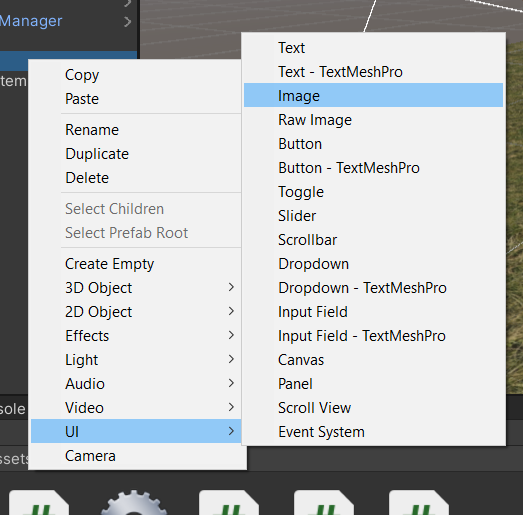 Manager
tem
Copy
Paste
Rename
Duplicate
Delete
Select Children
Select Prefab Root
Create Empty
3D Object
2D Object
Effects
Light
Audio
Video
UI
Camera
Text
Text - TextMeshPro
Image
Raw Image
Button
Button - TextMeshPro
Toggle
Slider
Scrollbar
Dropdown
Dropdown - TextMeshPro
Input Field
Input Field - TextMeshPro
Canvas
Panel
Scroll View
Event System
sole
ssets
# # # #